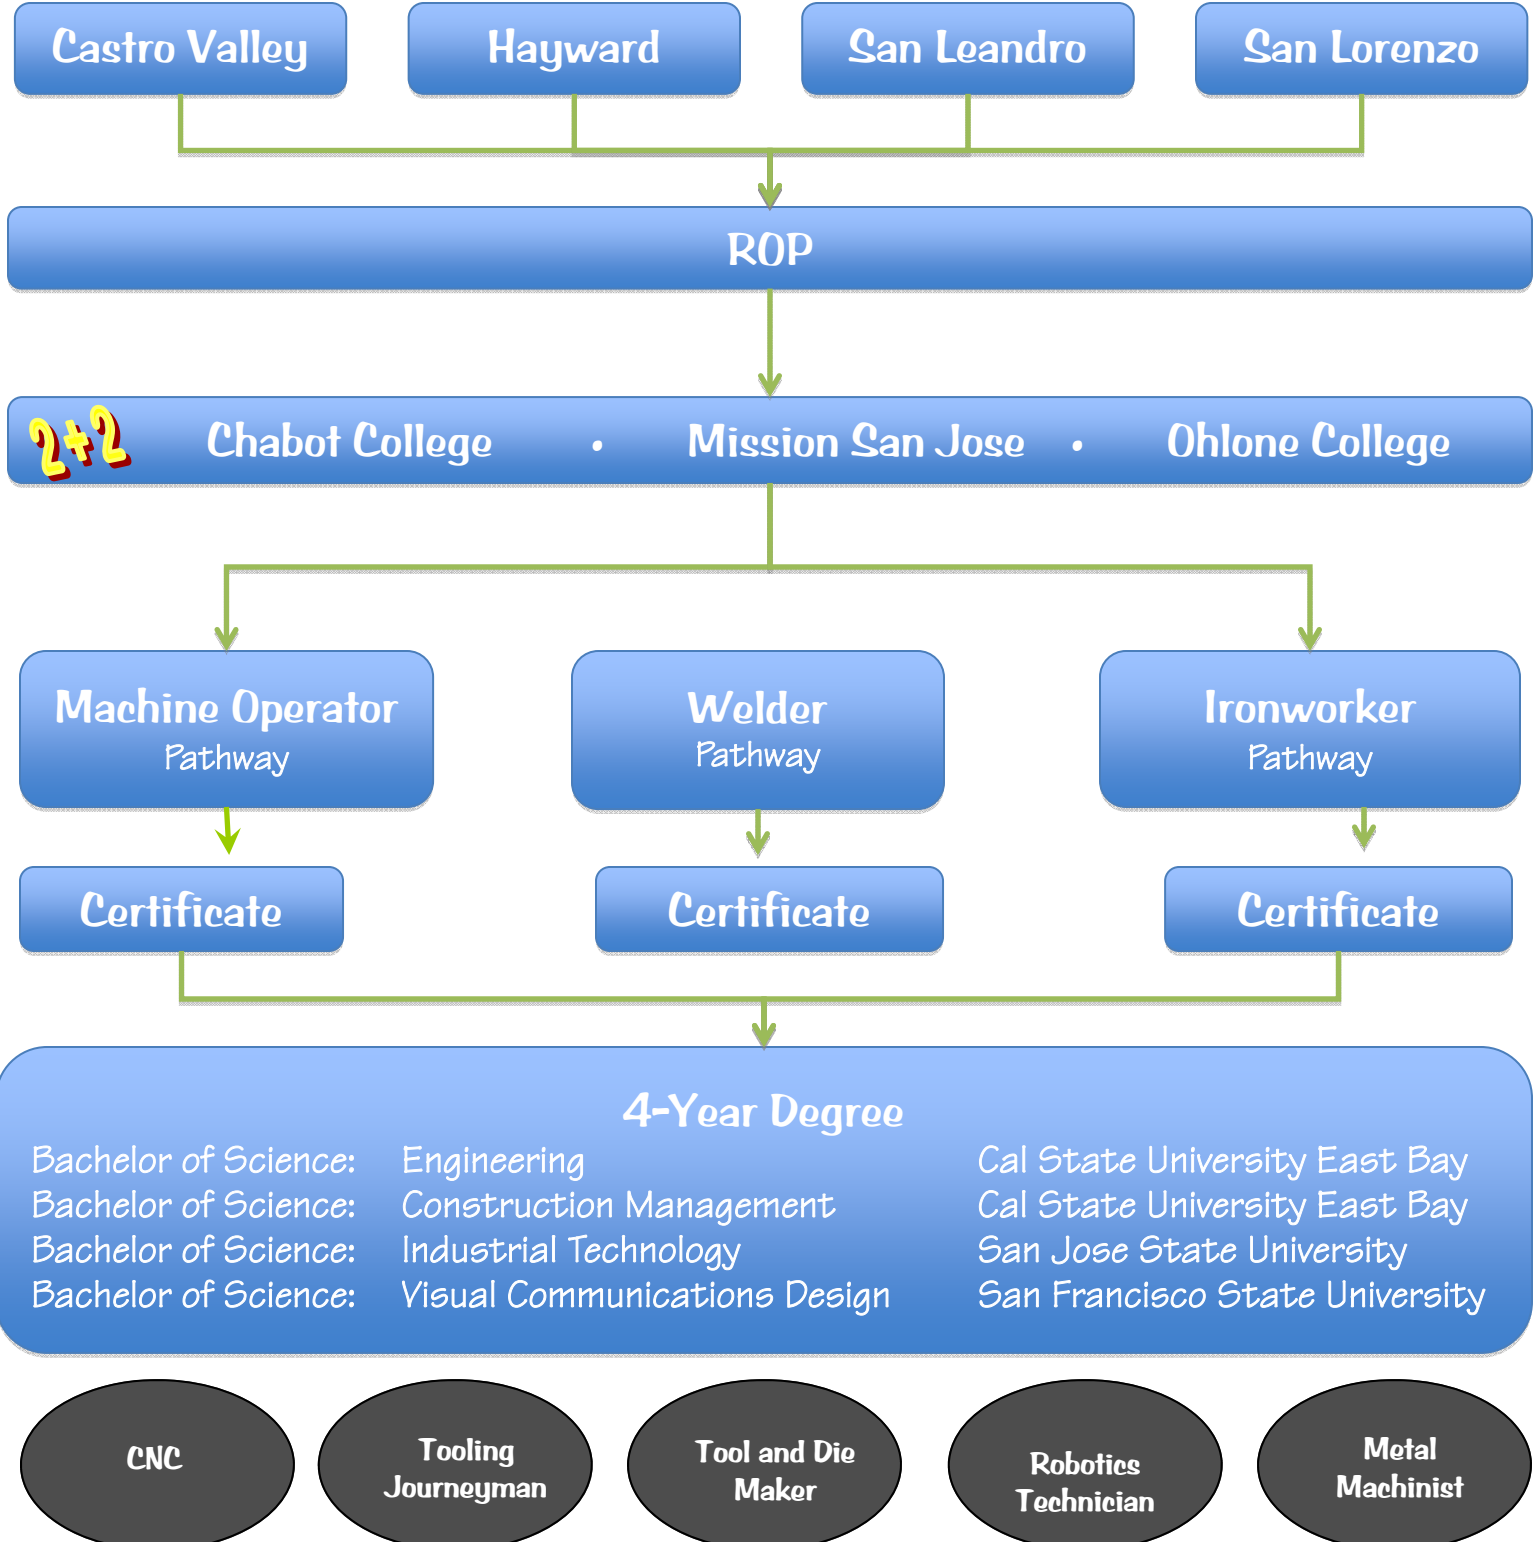 Castro Valley
Hayward
San Leandro
San Lorenzo
ROP
2+2
Chabot College • Mission San Jose • Ohlone College
Machine Operator
Pathway
Welder
Pathway
Ironworker
Pathway
Certificate
Certificate
Certificate
4-Year Degree
Bachelor of Science: Engineering Cal State University East Bay
Bachelor of Science: Construction Management Cal State University East Bay
Bachelor of Science: Industrial Technology San Jose State University
Bachelor of Science: Visual Communications Design San Francisco State University
CNC
Tooling
Journeyman
Tool and Die
Maker
Robotics
Technician
Metal
Machinist